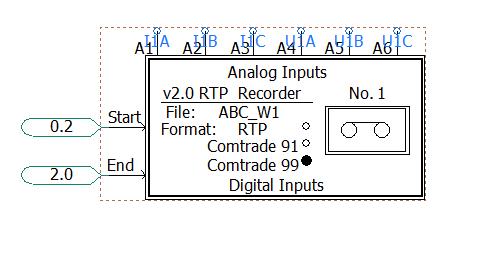 I1A I1B I1C U1A U1B U1C
A1 A2 A3 A4 A5 A6
Analog Inputs
v2.0 RTP Recorder No. 1
File: ABC_W1
Start
0.2
Format: RTP
Comtrade 91
End
Comtrade 99
2.0
Digital Inputs